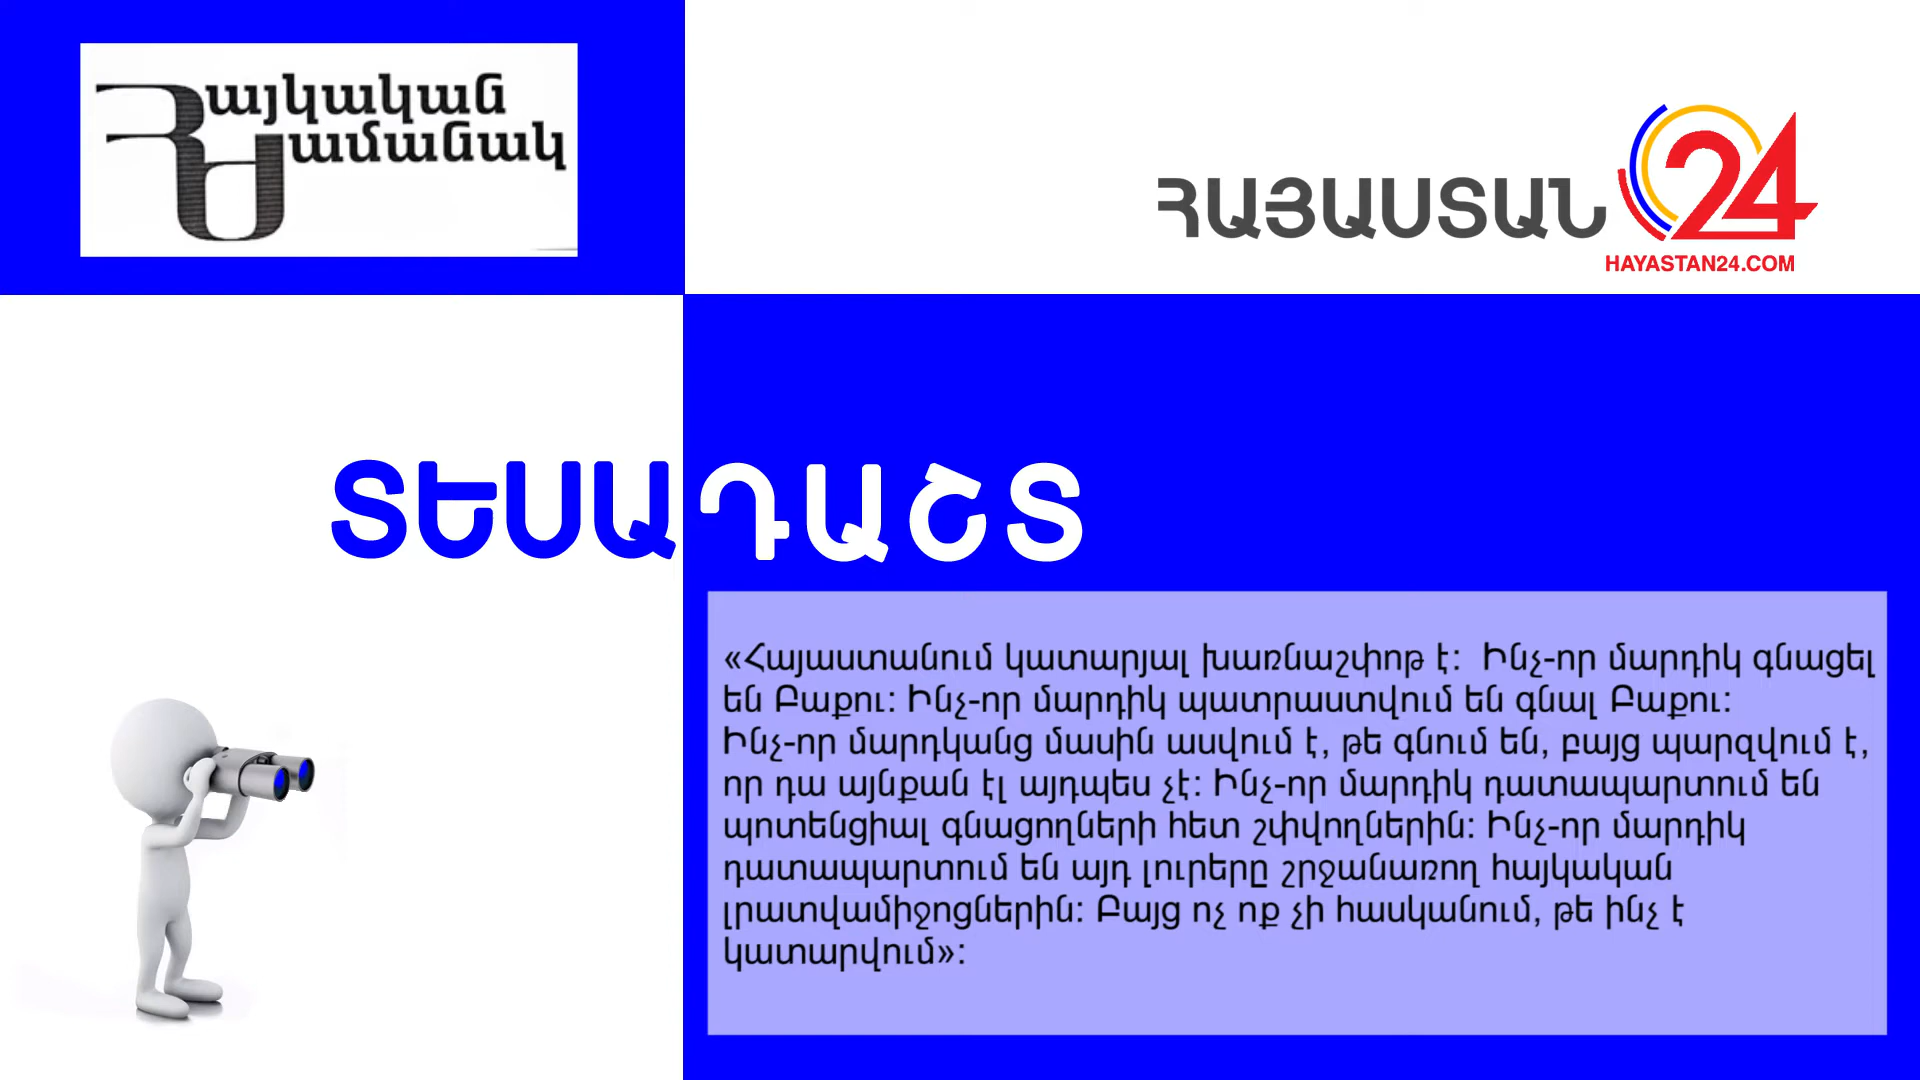 Հայկական
Ժամանակ
ՀԱՅԱՍՏԱՆ 24
HAYASTAN24.COM
ՏԵՍԱԴԱՇՏ
«Հայաստանում կատարյալ խառնաշփոթ է։ Ինչ-որ մարդիկ գնացել
են Բաքու։ Ինչ-որ մարդիկ պատրաստվում են գնալ Բաքու։
Ինչ-որ մարդկանց մասին ասվում է, թե գնում են, բայց պարզվում է,
որ դա այնքան էլ այդպես չէ։ Ինչ-որ մարդիկ դատապարտում են
պոտենցիալ գնացողների հետ շփվողներին։ Ինչ-որ մարդիկ
դատապարտում են այդ լուրերը շրջանառող հայկական
լրատվամիջոցներին։ Բայց ոչ ոք չի հասկանում, թե ինչ է
կատարվում»։